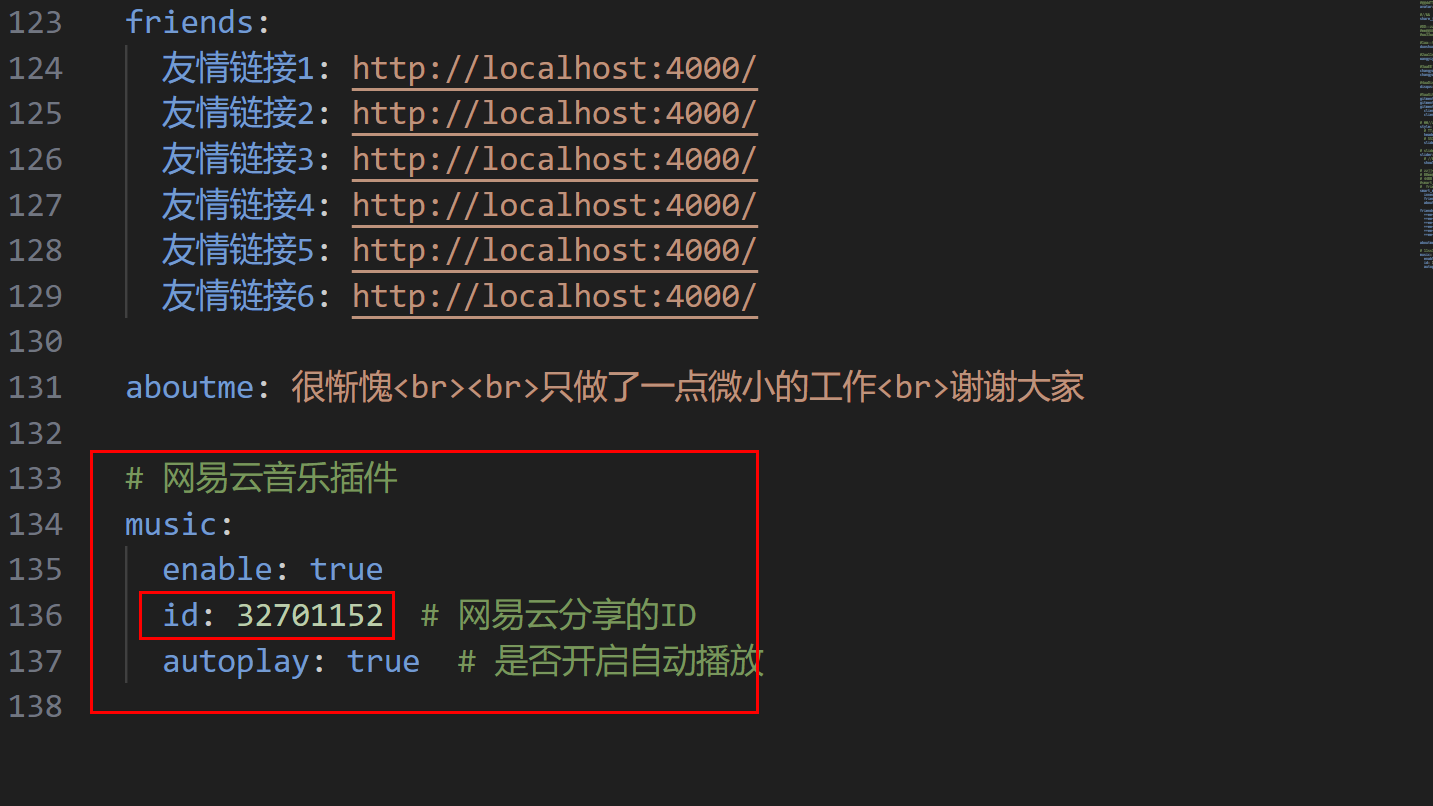 123 friends:
124 友情链接1: http://localhost:4000/
125 友情链接2: http://localhost:4000/
126 友情链接3: http://localhost:4000/
127 友情链接4: http://localhost:4000/
128 友情链接5: http://localhost:4000/
129 友情链接6: http://localhost:4000/
130
131 aboutme: 很惭愧<br><br>只做了一点微小的工作<br>谢谢大家
132
133 # 网易云音乐插件
134 music:
135 enable: true
136 id: 32701152 # 网易云分享的ID
137 autoplay: true # 是否开启自动播放
138